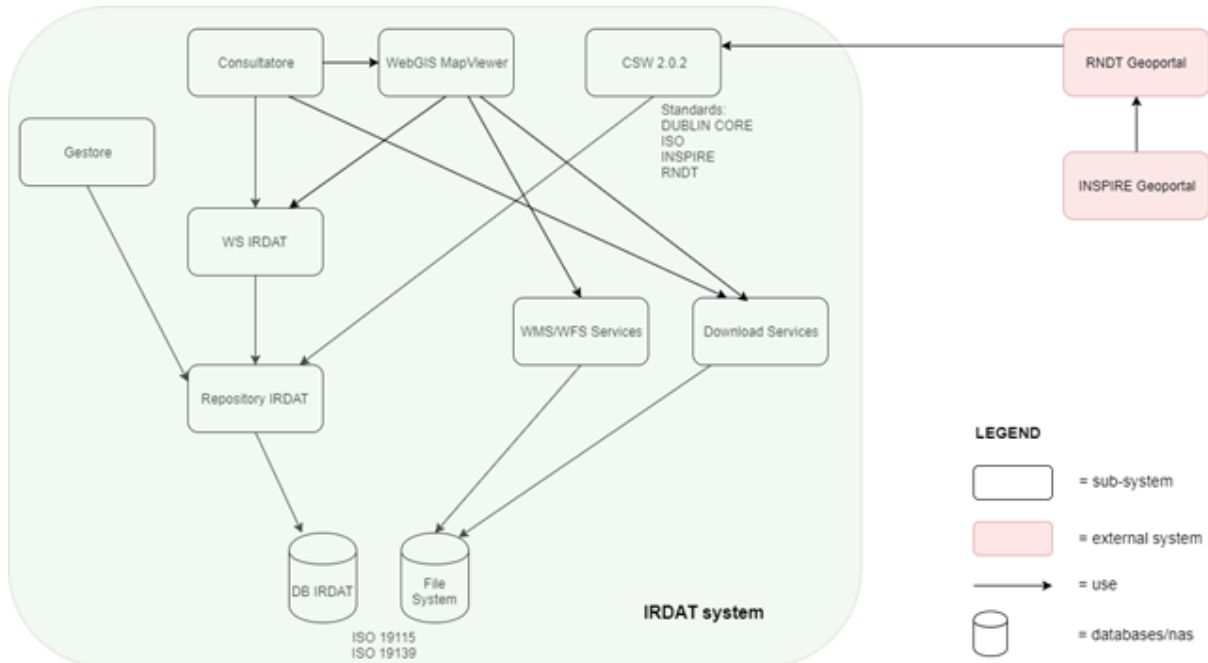 Consultatore
WebGIS MapViewer
CSW 2.0.2
RNDT Geoportal
Standards:
DUBLIN CORE
ISO
INSPIRE
RNDT
Gestore
INSPIRE Geoportal
WS IRDAT
WMS/WFS Services
Download Services
Repository IRDAT
LEGEND
= sub-system
= external system
= use
= databases/nas
DB IRDAT
File
System
IRDAT system
ISO 19115
ISO 19139